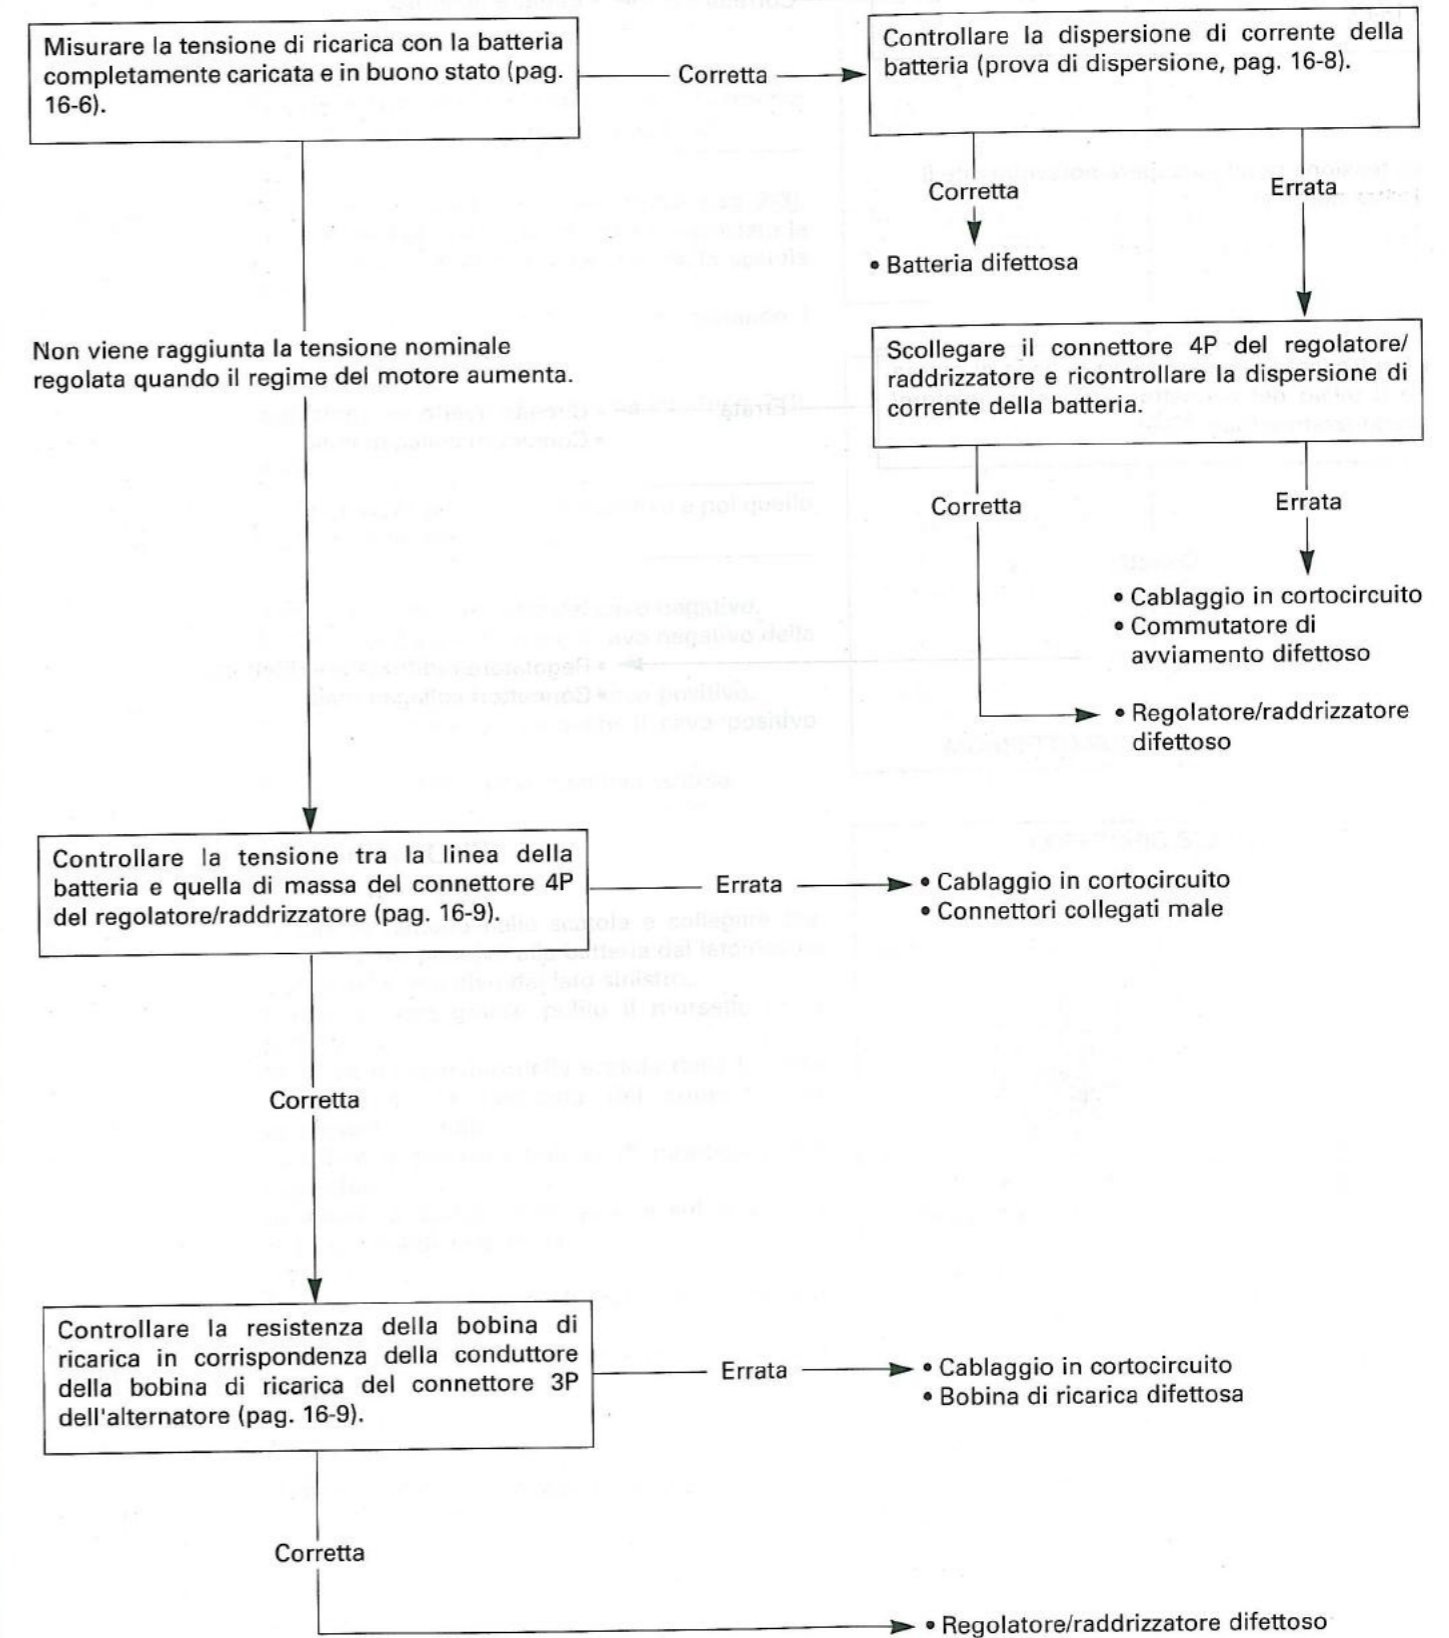 Misurare la tensione di ricarica con la batteria
completamente caricata e in buono stato (pag.
16-6).
Corretta
Controllare la dispersione di corrente della
batteria (prova di dispersione, pag. 16-8).
Corretta
Errata
• Batteria difettosa
Non viene raggiunta la tensione nominale
regolata quando il regime del motore aumenta.
Scollegare il connettore 4P del regolatore/
raddrizzatore e ricontrollare la dispersione di
corrente della batteria.
Corretta
Errata
• Cablaggio in cortocircuito
• Commutatore di
avviamento difettoso
• Regolatore/raddrizzatore
difettoso
Controllare la tensione tra la linea della
batteria e quella di massa del connettore 4P
del regolatore/raddrizzatore (pag. 16-9).
Errata
• Cablaggio in cortocircuito
• Connettori collegati male
Corretta
Controllare la resistenza della bobina di
ricarica in corrispondenza della conduttore
della bobina di ricarica del connettore 3P
dell'alternatore (pag. 16-9).
Errata
• Cablaggio in cortocircuito
• Bobina di ricarica difettosa
Corretta
• Regolatore/raddrizzatore difettoso